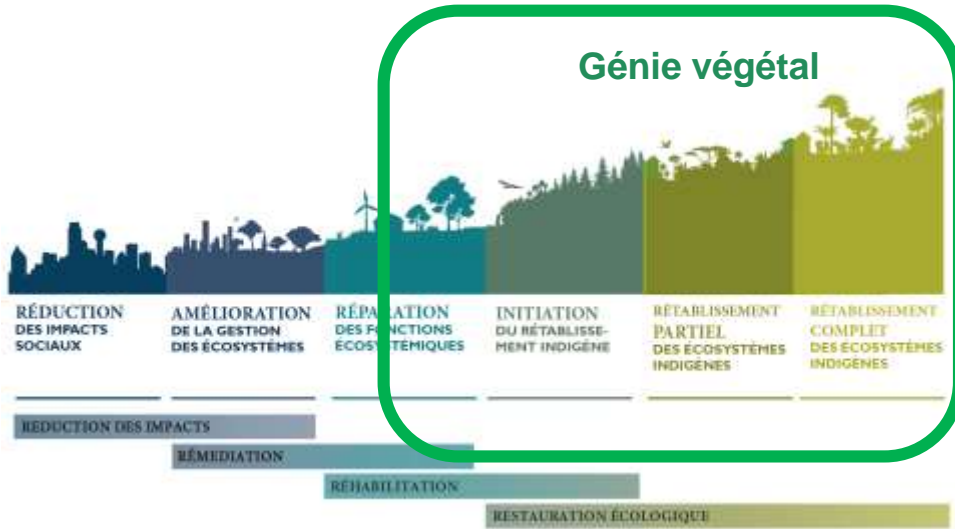 Génie végétal
RÉDUCTION
DES IMPACTS
SOCIAUX
AMÉLIORATION
DE LA GESTION
DES ÉCOSYSTÈMES
RÉPARATION
DES FONCTIONS
ÉCOSYSTÉMIQUES
INITIATION
DU RÉTABLISSE-
MENT INDIGÈNE
RÉTABLISSEMENT
PARTIEL
DES ÉCOSYSTÈMES
INDIGÈNES
RÉTABLISSEMENT
COMPLET
DES ÉCOSYSTÈMES
INDIGÈNES
RÉDUCTION DES IMPACTS
RÉMEDIATION
RÉHABILITATION
RESTAURATION ÉCOLOGIQUE